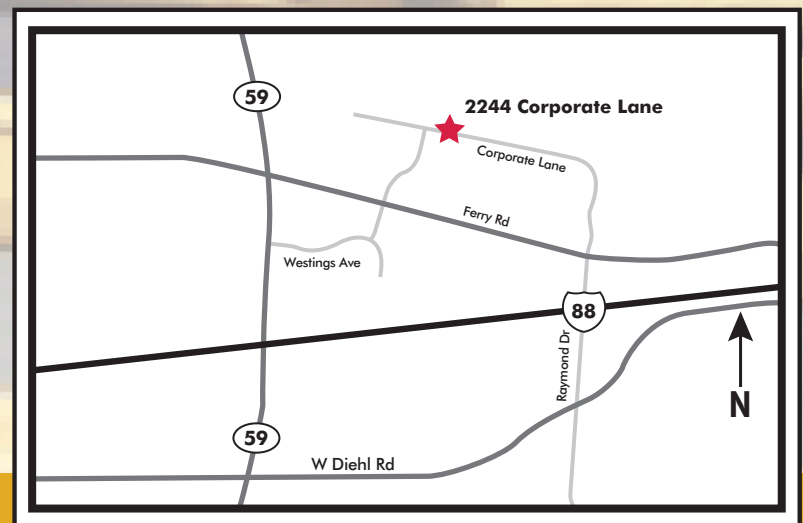 59
2244 Corporate Lane
Corporate Lane
Ferry Rd
Westings Ave
88
Raymond Dr
N
59
W Diehl Rd